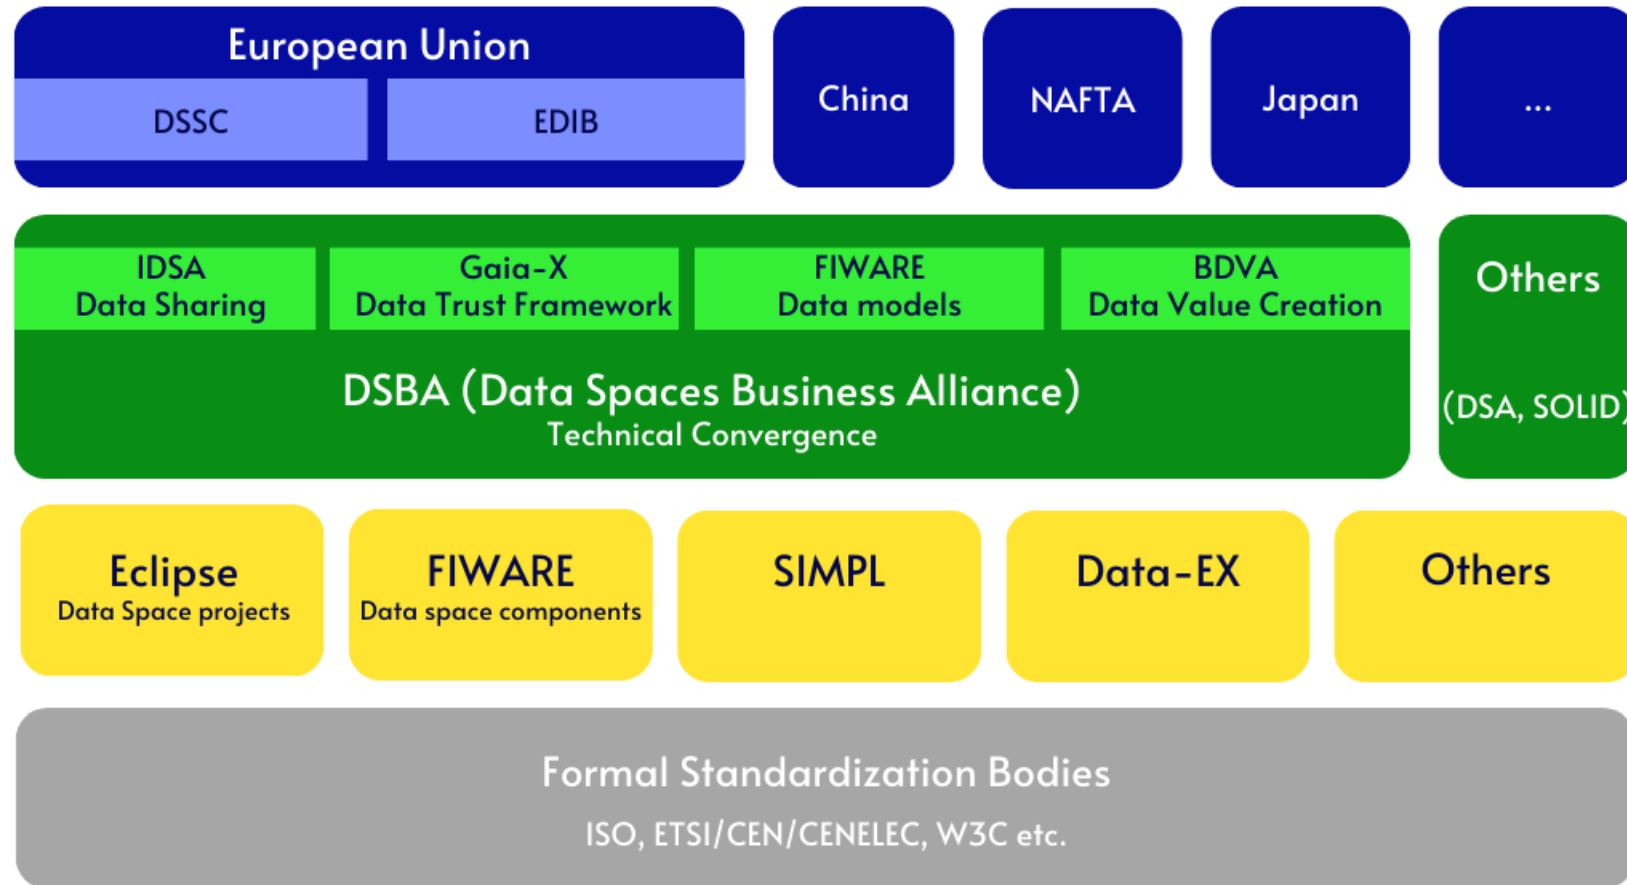 European Union
DSSC
EDIB
China
NAFTA
Japan
...
IDSA
Data Sharing
Gaia-X
Data Trust Framework
FIWARE
Data models
BDVA
Data Value Creation
DSBA (Data Spaces Business Alliance)
Technical Convergence
Others
(DSA, SOLID)
Eclipse
Data Space projects
FIWARE
Data space components
SIMPL
Data-EX
Others
Formal Standardization Bodies
ISO, ETSI/CEN/CENELEC, W3C etc.